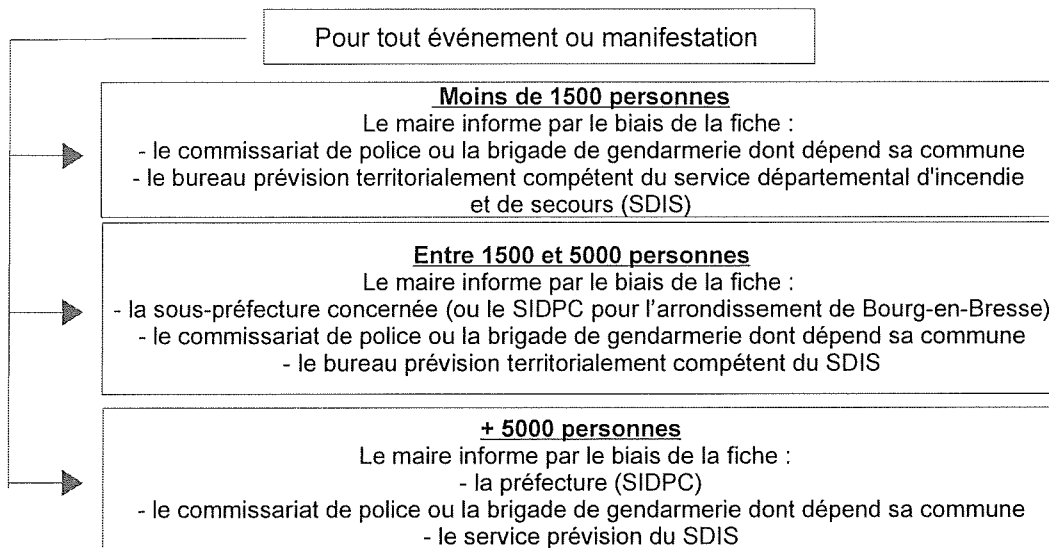 Pour tout événement ou manifestation
Moins de 1500 personnes
Le maire informe par le biais de la fiche :
- le commissariat de police ou la brigade de gendarmerie dont dépend sa commune
- le bureau prévision territorialement compétent du service départemental d'incendie
et de secours (SDIS)
Entre 1500 et 5000 personnes
Le maire informe par le biais de la fiche :
- la sous-préfecture concernée (ou le SIDPC pour l'arrondissement de Bourg-en-Bresse)
- le commissariat de police ou la brigade de gendarmerie dont dépend sa commune
- le bureau prévision territorialement compétent du SDIS
+ 5000 personnes
Le maire informe par le biais de la fiche :
- la préfecture (SIDPC)
- le commissariat de police ou la brigade de gendarmerie dont dépend sa commune
- le service prévision du SDIS